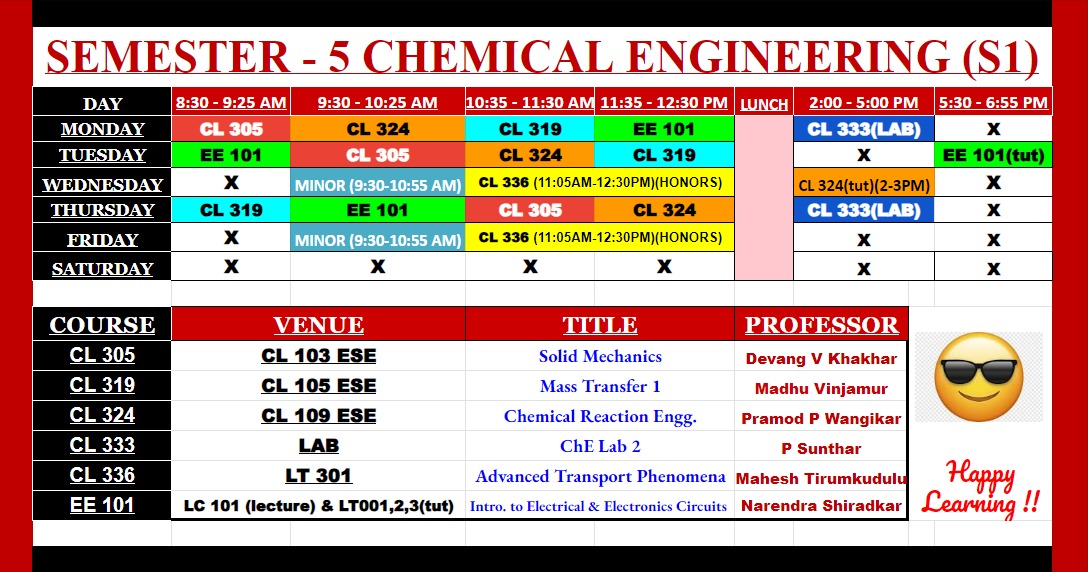 SEMESTER - 5 CHEMICAL ENGINEERING (S1)
DAY 8:30 - 9:25 AM 9:30 - 10:25 AM 10:35 - 11:30 AM 11:35 - 12:30 PM LUNCH 2:00 - 5:00 PM 5:30 - 6:55 PM
MONDAY CL 305 CL 324 CL 319 EE 101 CL 333(LAB) X
TUESDAY EE 101 CL 305 CL 324 CL 319 X EE 101(tut)
WEDNESDAY X MINOR (9:30-10:55 AM) CL 336 (11:05AM-12:30PM)(HONORS) CL 324(tut)(2-3PM) X
THURSDAY CL 319 EE 101 CL 305 CL 324 CL 333(LAB) X
FRIDAY X MINOR (9:30-10:55 AM) CL 336 (11:05AM-12:30PM)(HONORS) X X
SATURDAY X X X X X X
COURSE VENUE TITLE PROFESSOR
CL 305 CL 103 ESE Solid Mechanics Devang V Khakhar
CL 319 CL 105 ESE Mass Transfer 1 Madhu Vinjamur
CL 324 CL 109 ESE Chemical Reaction Engg. Pramod P Wangikar
CL 333 LAB ChE Lab 2 P Sunthar
CL 336 LT 301 Advanced Transport Phenomena Mahesh Tirumkudulu
EE 101 LC 101 (lecture) & LT001,2,3(tut) Intro. to Electrical & Electronics Circuits Narendra Shiradkar
Happy
Learning !!